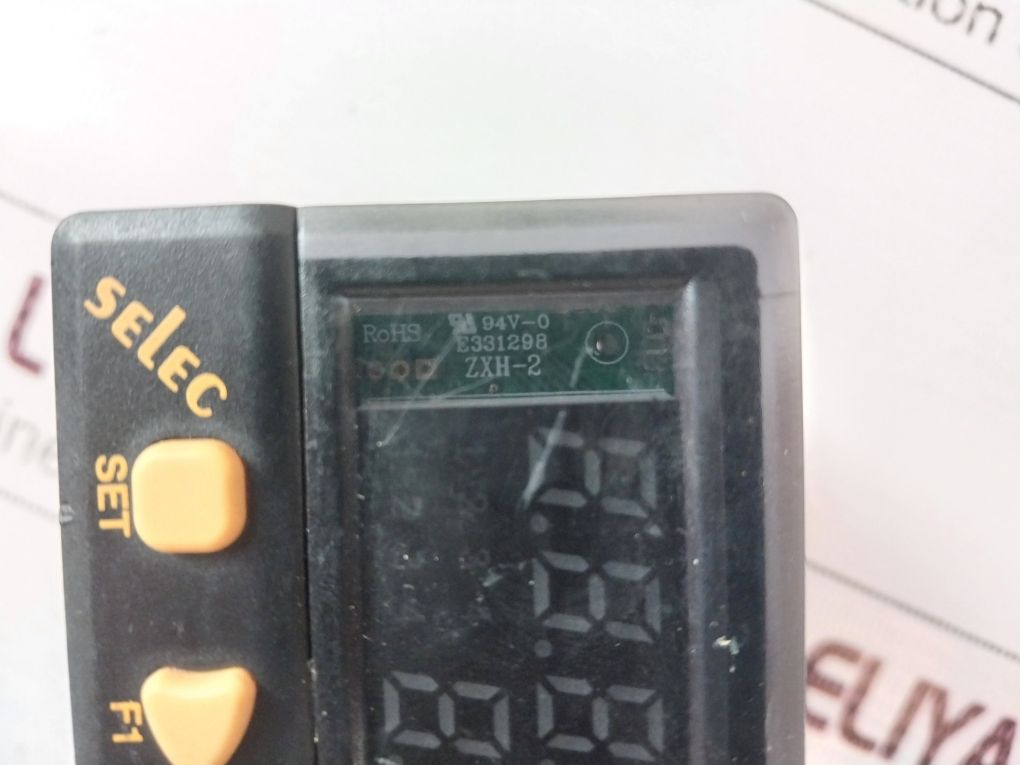 SELEC
SET
F1
RoHS
94V-0
E331298
ZXH-2
ELIYA